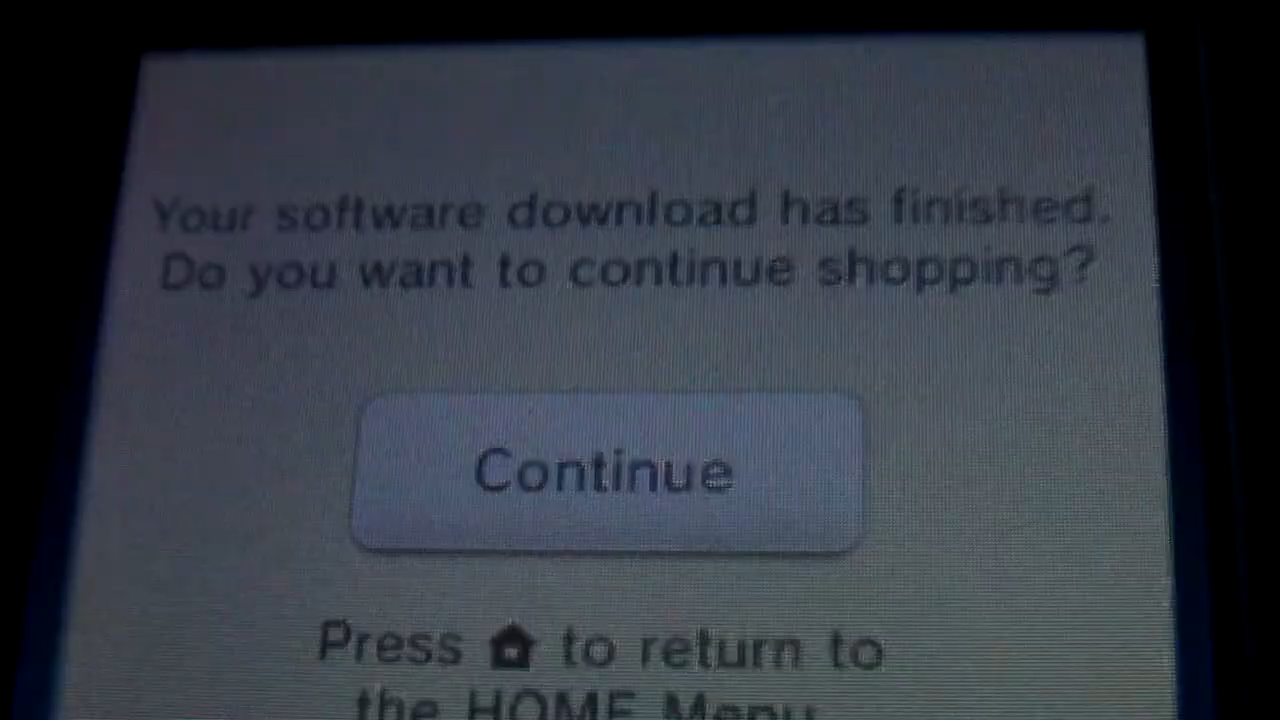 Your software download has finished.
Do you want to continue shopping?
Continue
Press to return to
the HOME Menu